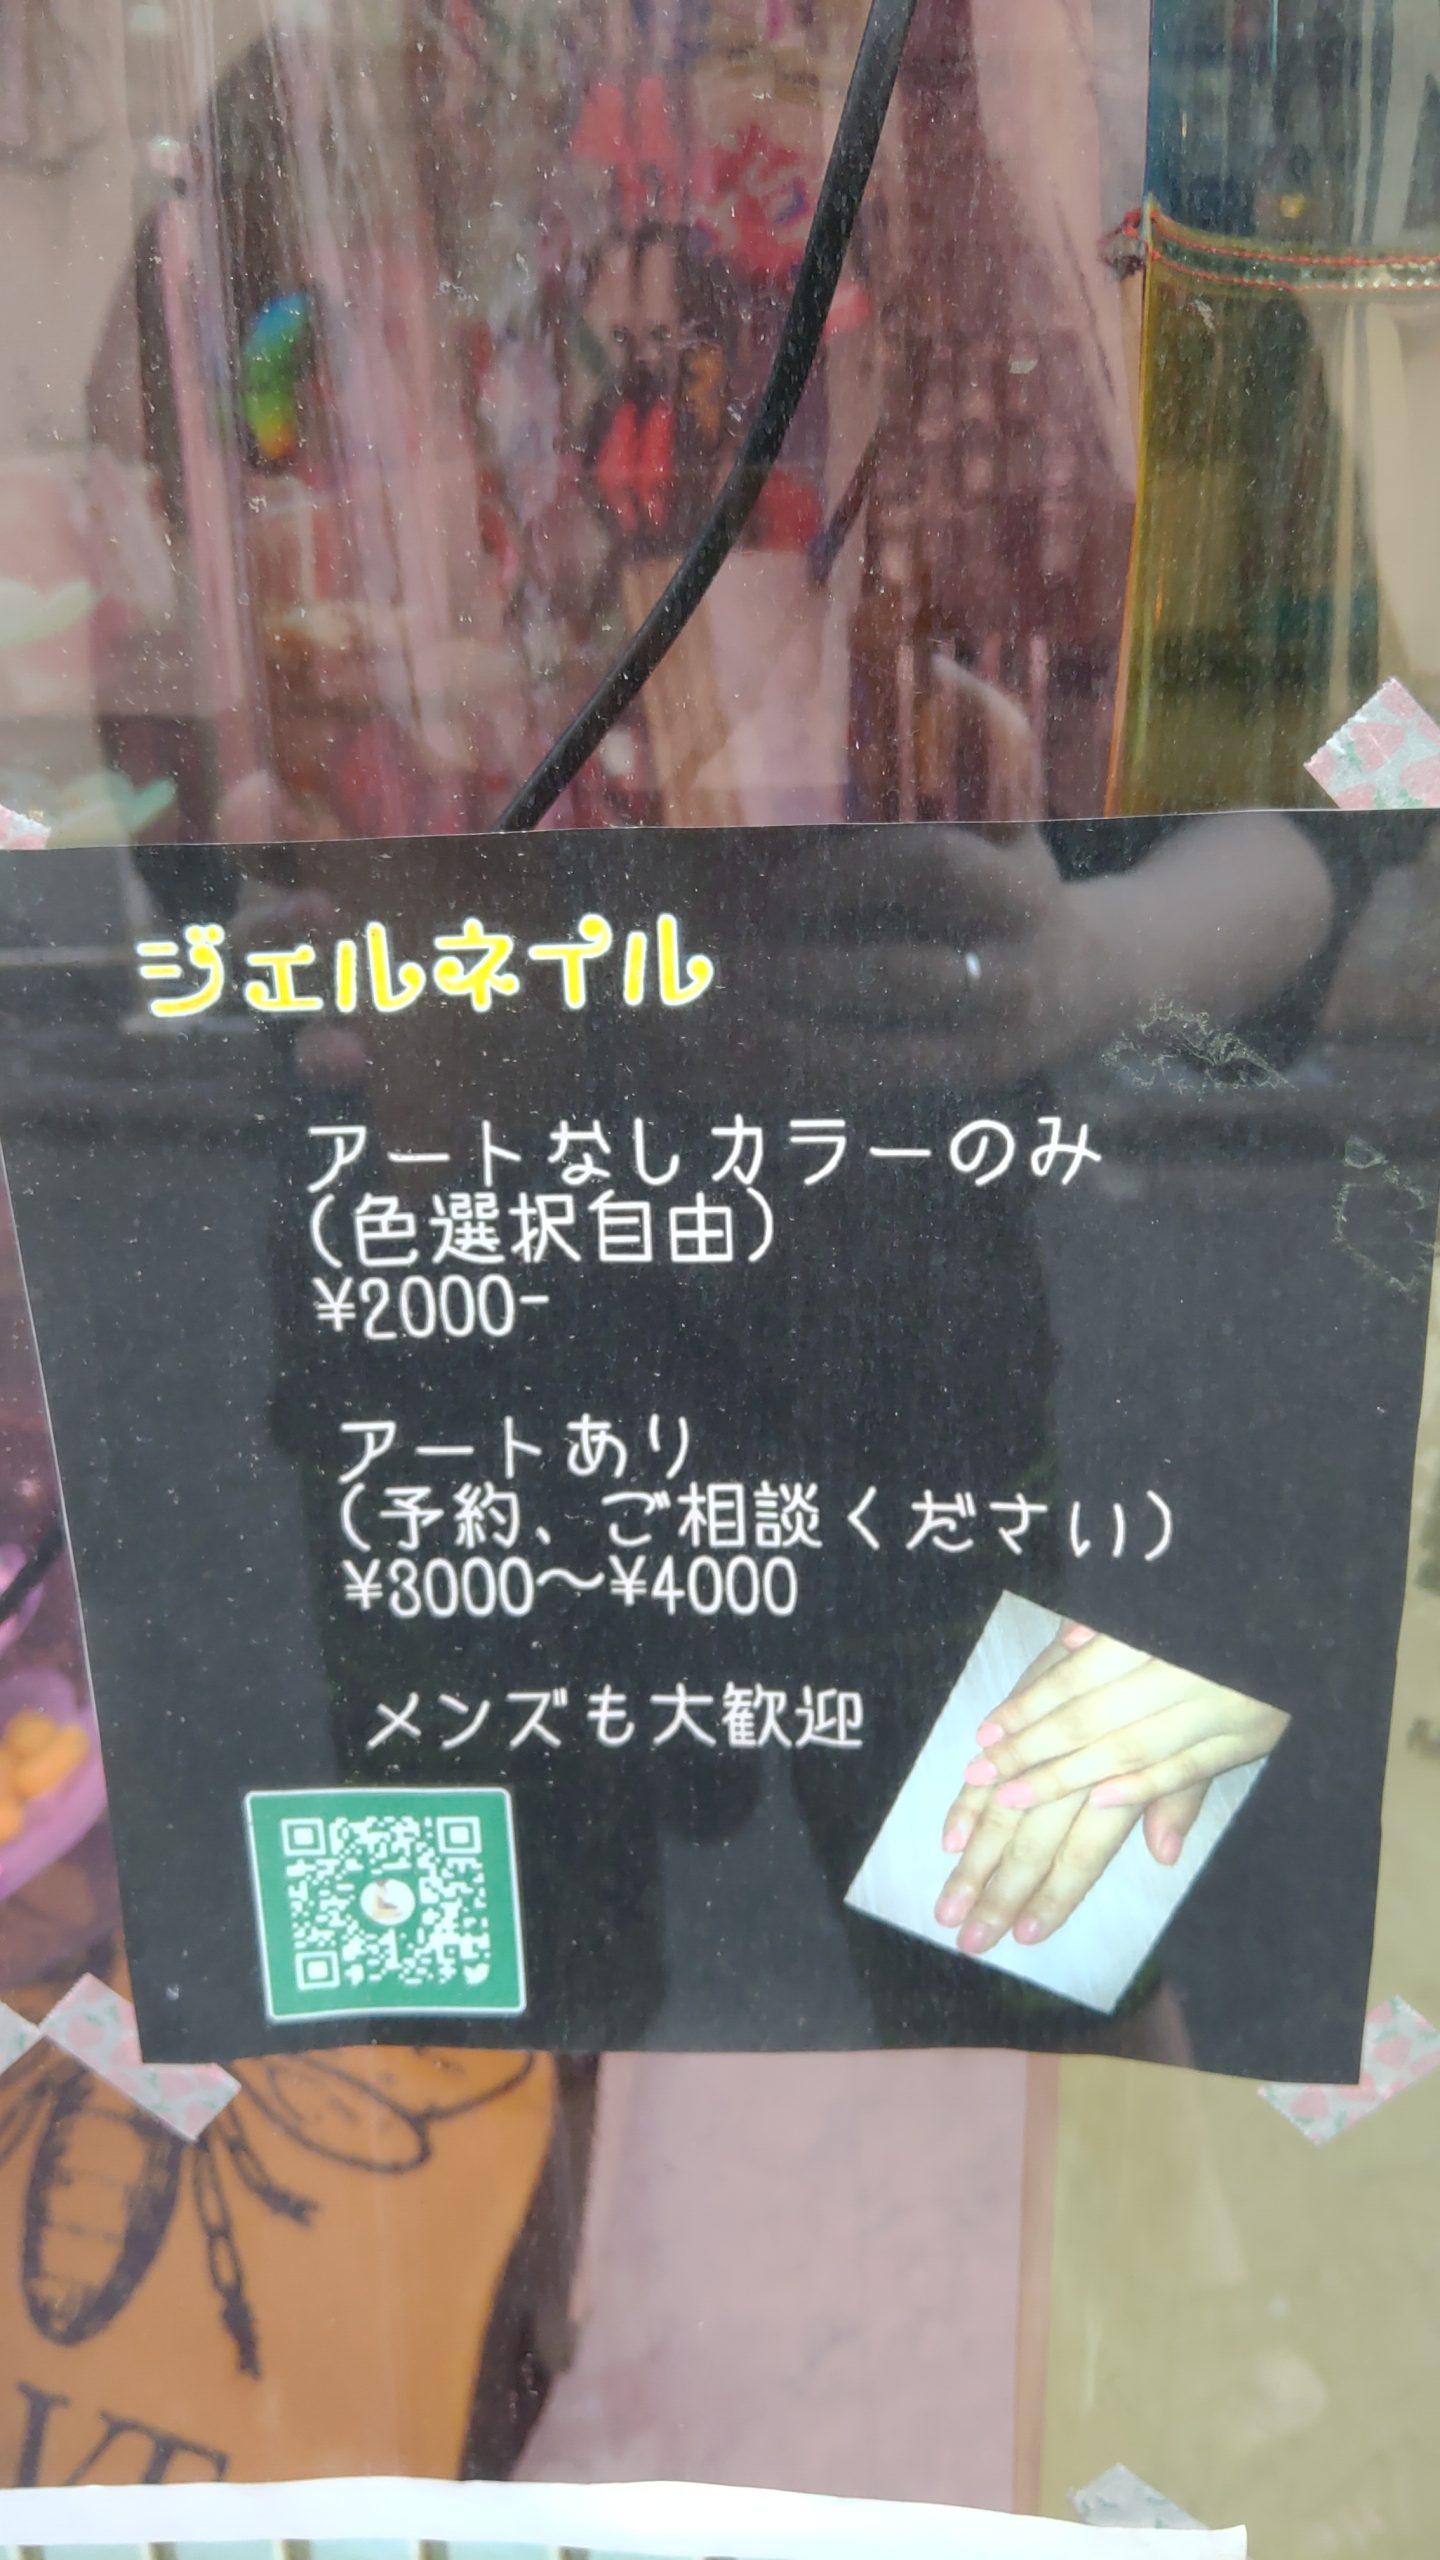 ジェルネイル
アートなしカラーのみ
(色選択自由)
¥2000-
アートあり
(予約、ご相談ください)
¥3000～¥4000
メンズも大歓迎